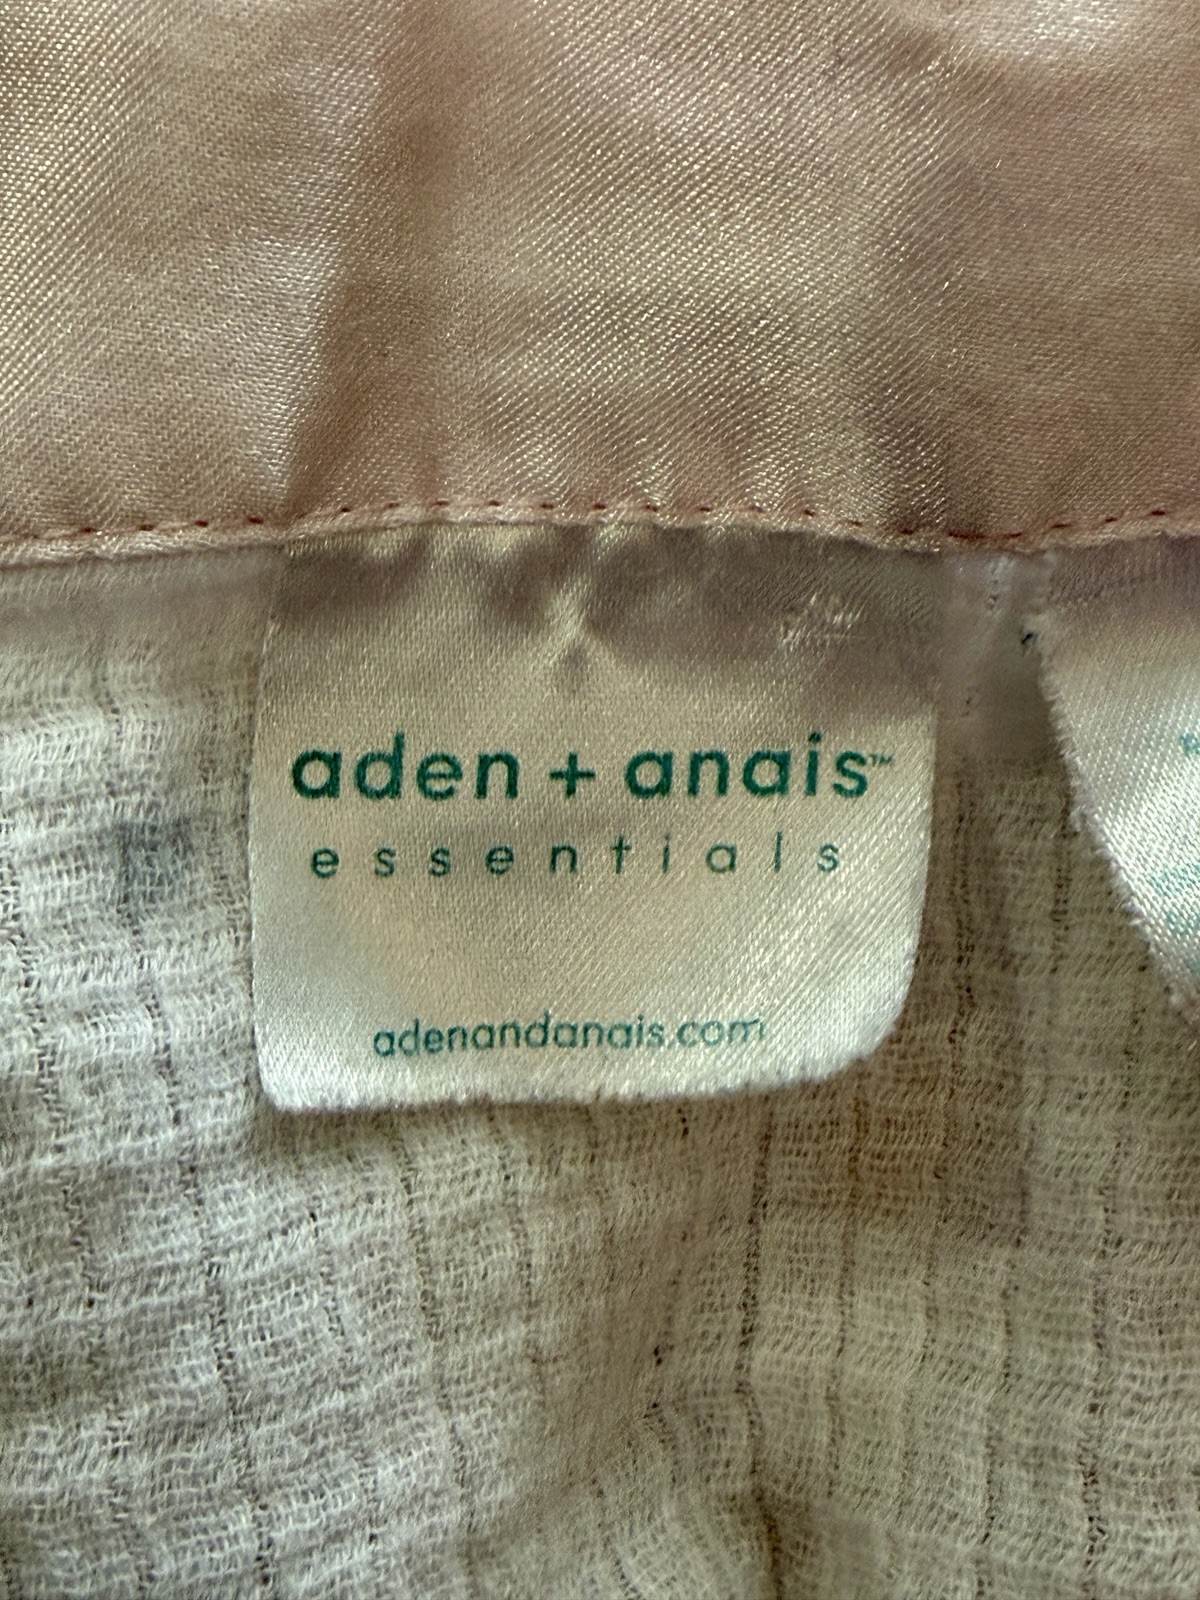 aden + anais™
essentials
adenandanais.com